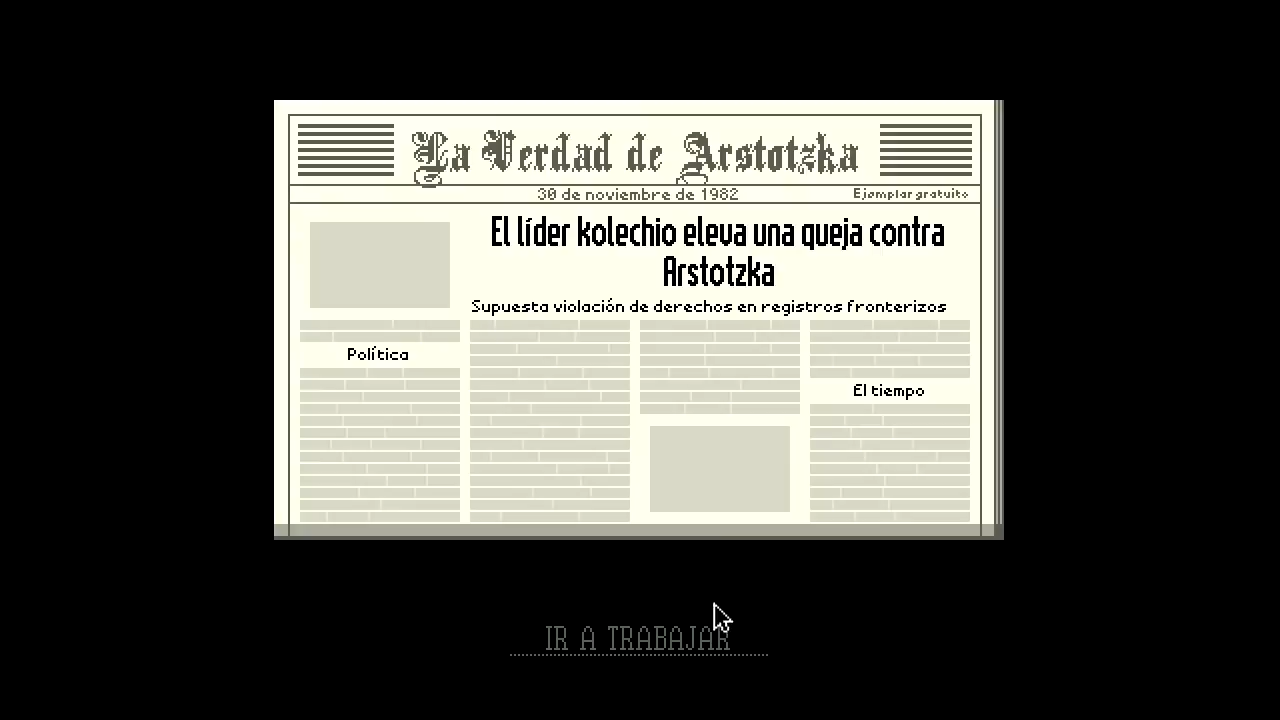 La Verdad de Arstotzka
30 de noviembre de 1982
Ejemplar gratuito
El líder kolechio eleva una queja contra
Arstotzka
Supuesta violación de derechos en registros fronterizos
Política
El tiempo
IR A TRABAJAR